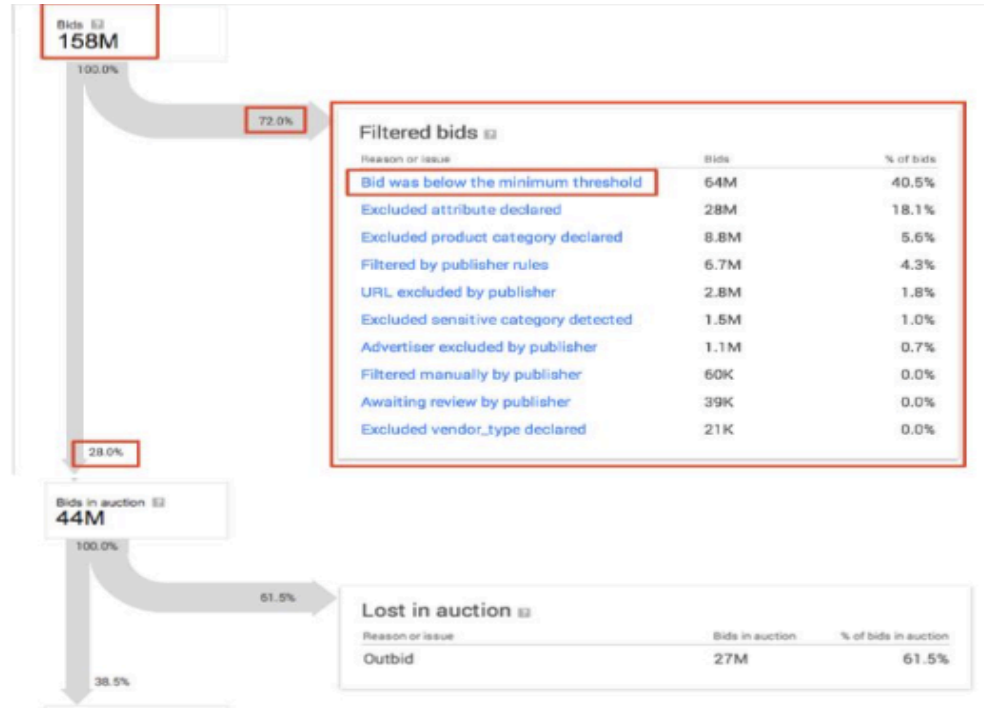 Bids
158M
100.0%
72.0%
Filtered bids
Reason or issue Bids % of bids
Bid was below the minimum threshold 64M 40.5%
Excluded attribute declared 28M 18.1%
Excluded product category declared 8.8M 5.6%
Filtered by publisher rules 6.7M 4.3%
URL excluded by publisher 2.8M 1.8%
Excluded sensitive category detected 1.5M 1.0%
Advertiser excluded by publisher 1.1M 0.7%
Filtered manually by publisher 60K 0.0%
Awaiting review by publisher 39K 0.0%
Excluded vendor_type declared 21K 0.0%
28.0%
Bids in auction
44M
100.0%
61.5%
Lost in auction
Reason or issue Bids in auction % of bids in auction
Outbid 27M 61.5%
38.5%